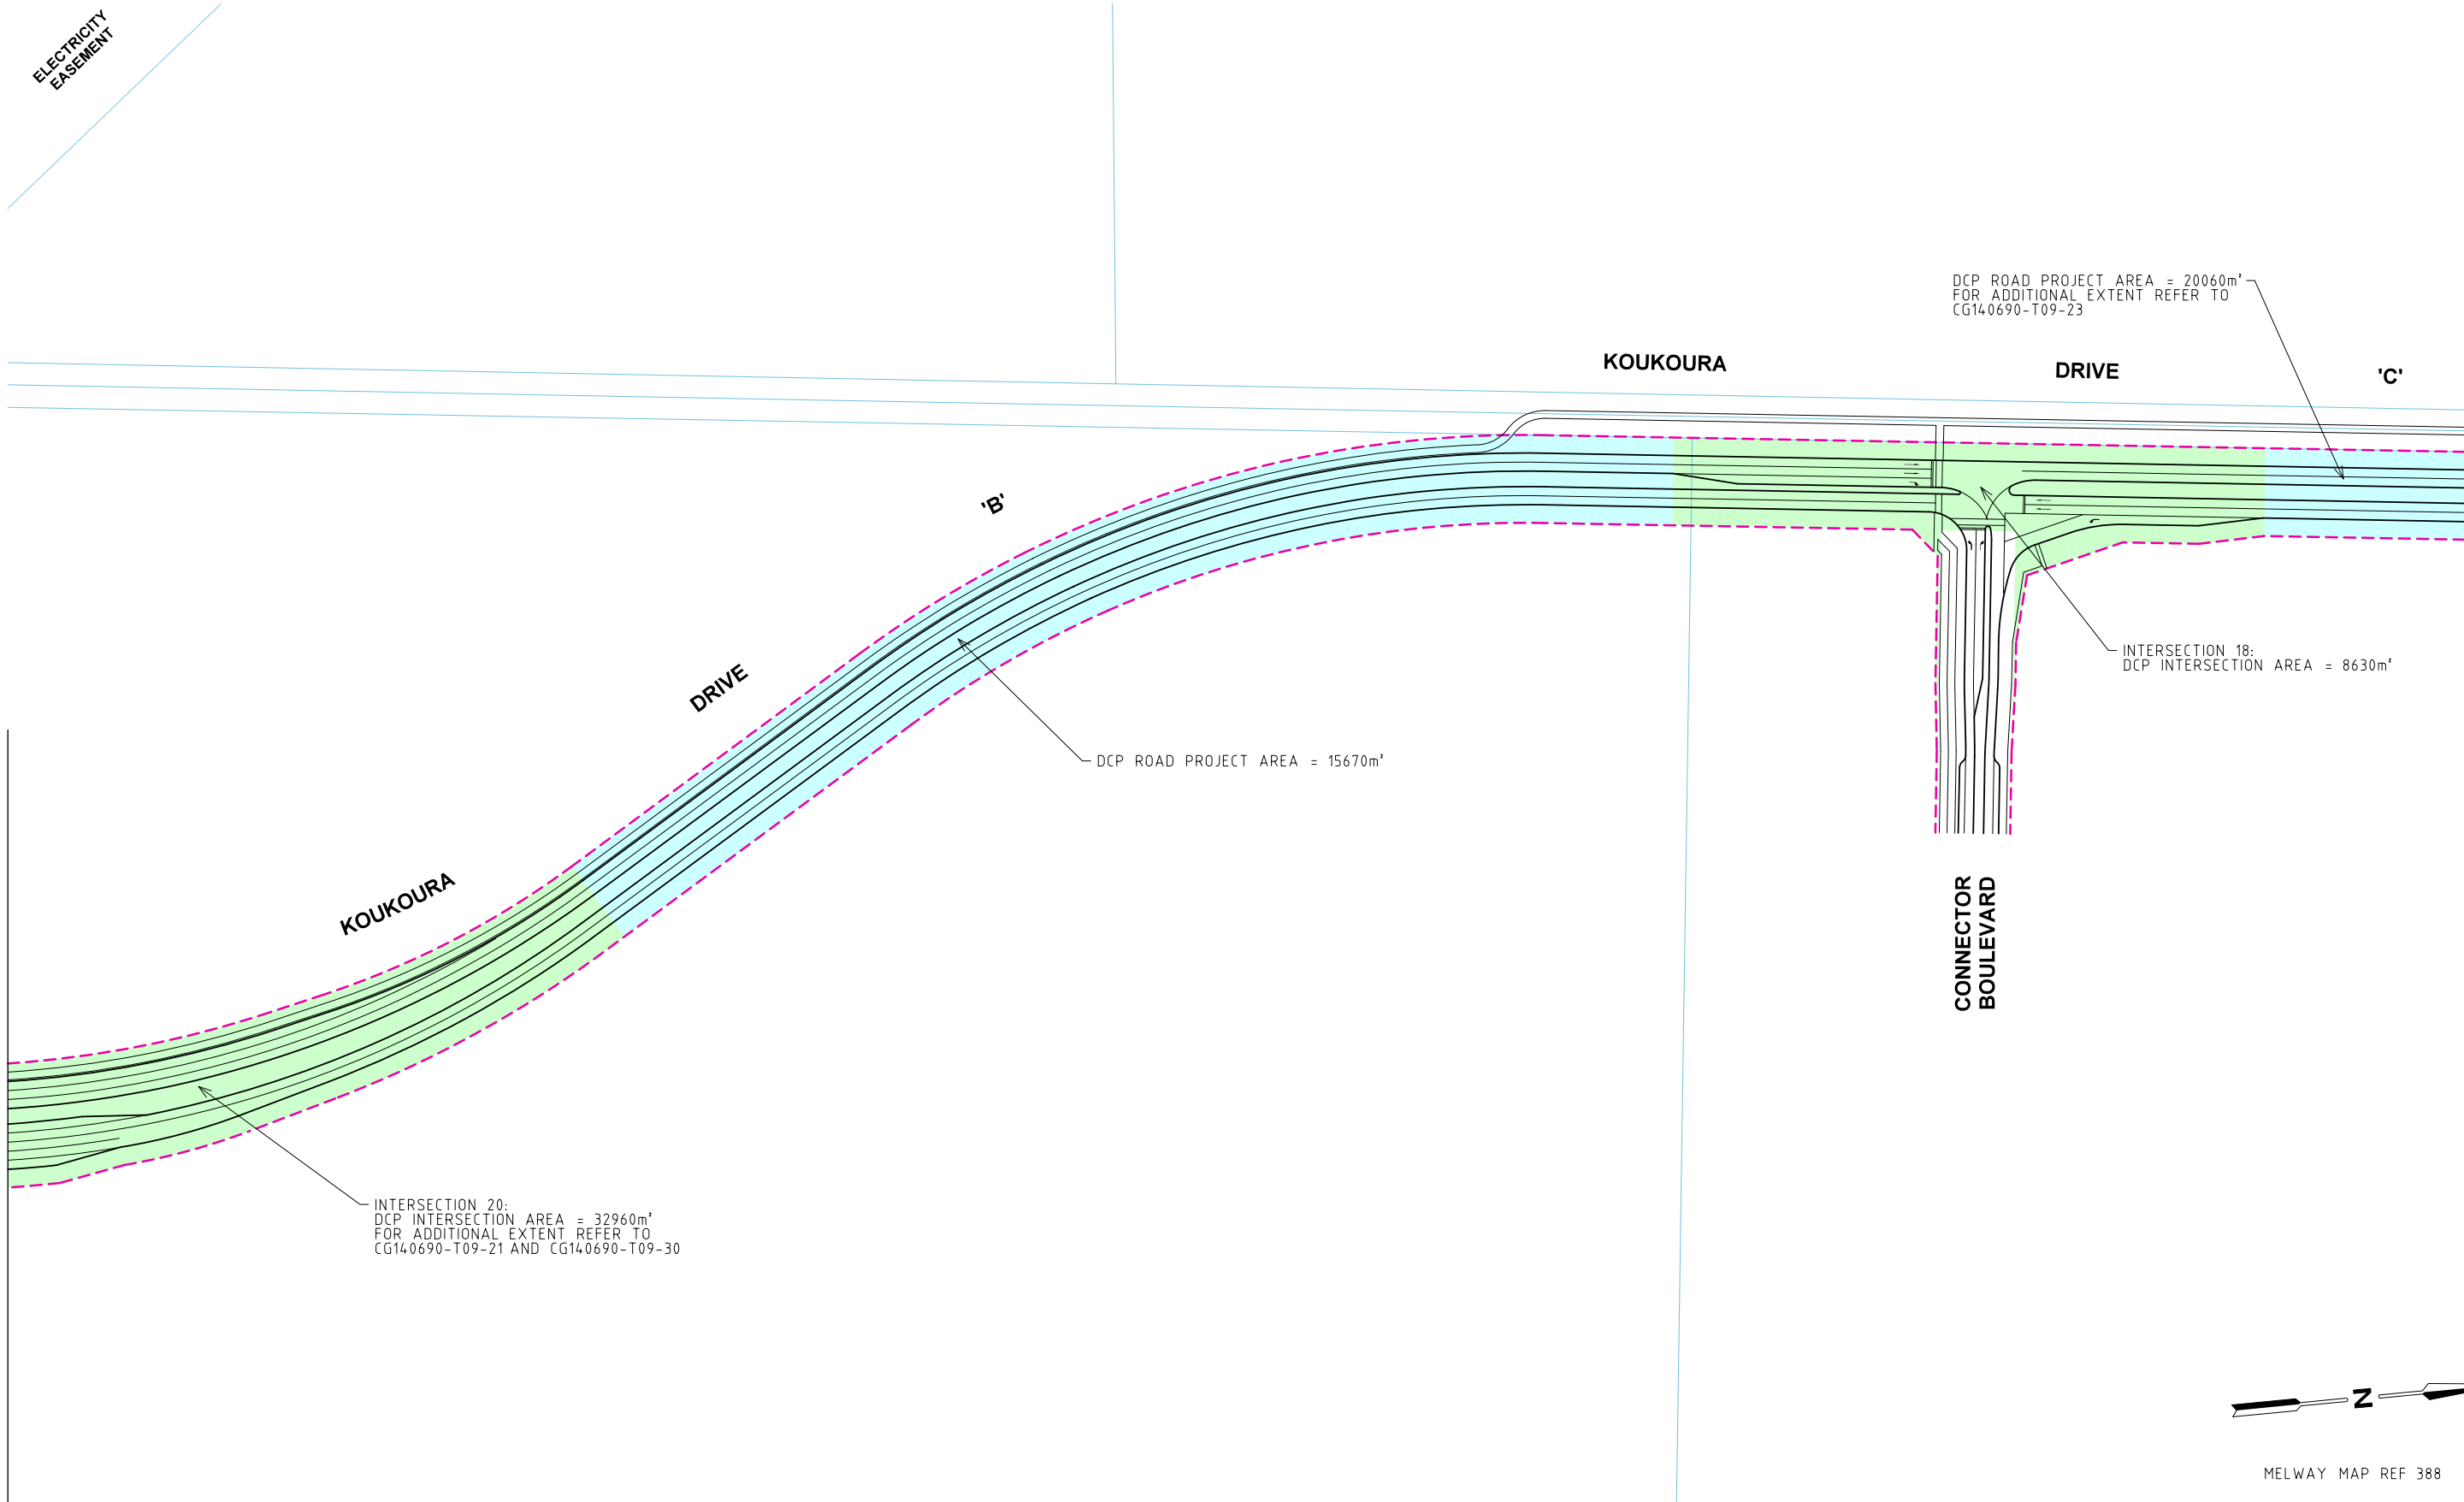 ELECTRICITY
EASEMENT
DCP ROAD PROJECT AREA = 20060m²
FOR ADDITIONAL EXTENT REFER TO
CG140690-T09-23
KOUKOURA DRIVE 'C'
'B'
INTERSECTION 18:
DCP INTERSECTION AREA = 8630m²
DRIVE
DCP ROAD PROJECT AREA = 15670m²
KOUKOURA
CONNECTOR
BOULEVARD
INTERSECTION 20:
DCP INTERSECTION AREA = 32960m²
FOR ADDITIONAL EXTENT REFER TO
CG140690-T09-21 AND CG140690-T09-30
N
MELWAY MAP REF 388